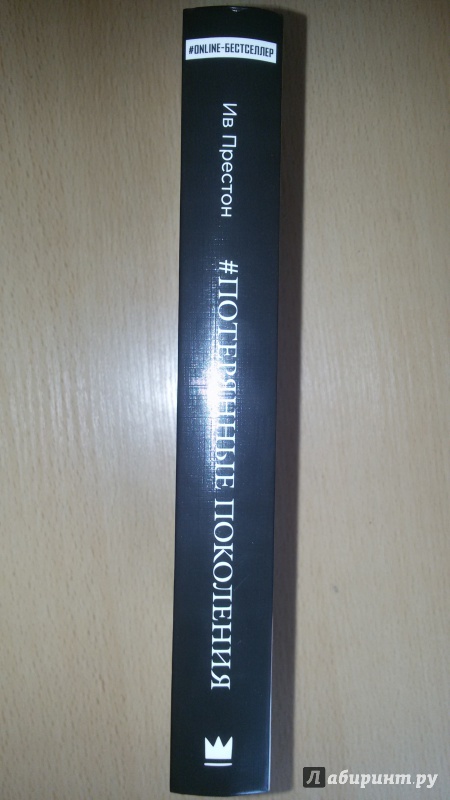 #ONLINE-БЕСТСЕЛЛЕР
Ив Престон
#ПОТЕРЯННЫЕ ПОКОЛЕНИЯ
Лабиринт.ру